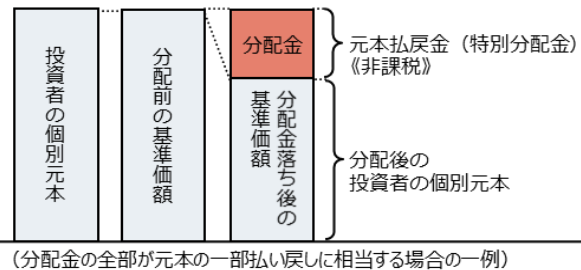 投資者の個別元本
分配前の基準価額
分配金
分配金落ち後の
基準価額
元本払戻金（特別分配金）
《非課税》
分配後の
投資者の個別元本
（分配金の全部が元本の一部払い戻しに相当する場合の一例）